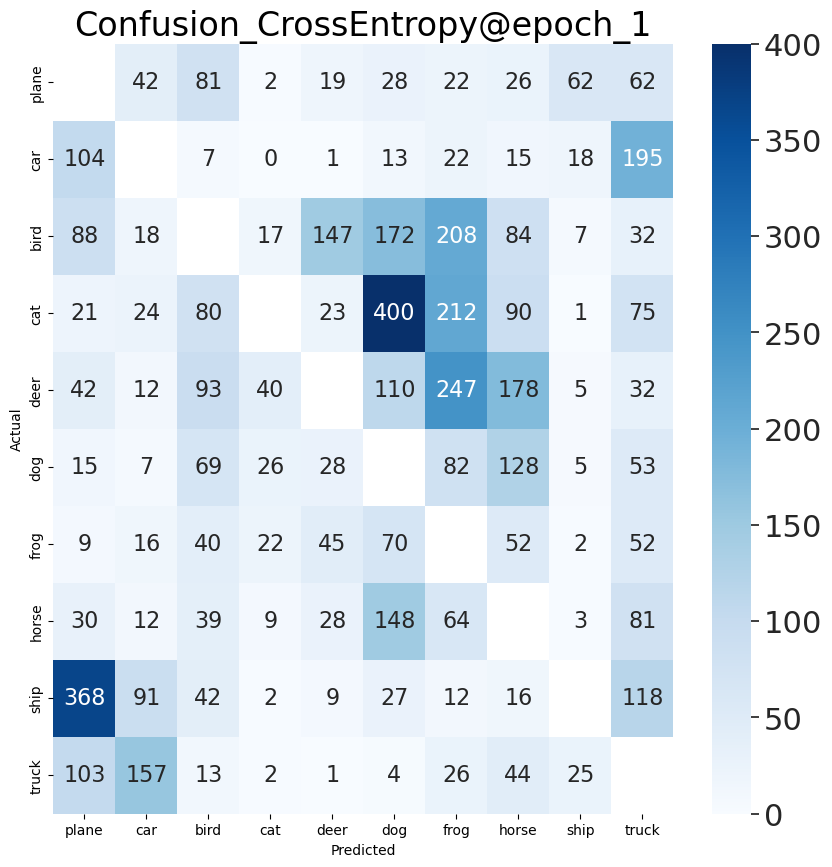 Confusion_CrossEntropy@epoch_1
plane 42 81 2 19 28 22 26 62 62
car 104 7 0 1 13 22 15 18 195
bird 88 18 17 147 172 208 84 7 32
cat 21 24 80 23 400 212 90 1 75
deer 42 12 93 40 110 247 178 5 32
dog 15 7 69 26 28 82 128 5 53
frog 9 16 40 22 45 70 52 2 52
horse 30 12 39 9 28 148 64 3 81
ship 368 91 42 2 9 27 12 16 118
truck 103 157 13 2 1 4 26 44 25
plane car bird cat deer dog frog horse ship truck
Predicted
Actual
400
350
300
250
200
150
100
50
0